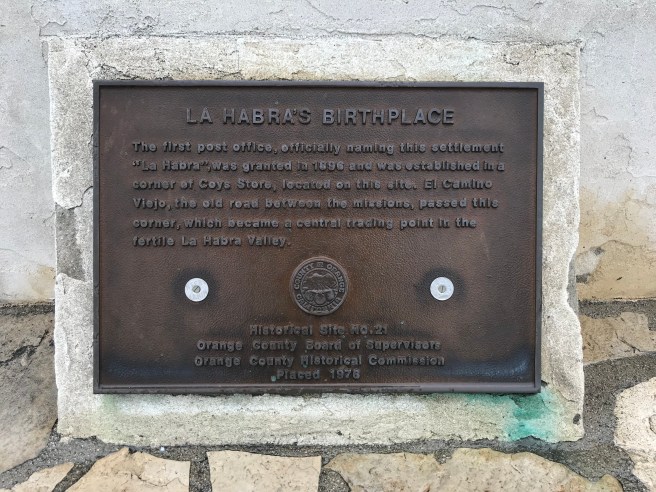 LA HABRA'S BIRTHPLACE
The first post office, officially naming this settlement
"La Habra", was granted in 1896 and was established in a
corner of Coys Store, located on this site. El Camino
Viejo, the old road between the missions, passed this
corner, which became a central trading point in the
fertile La Habra Valley.
Historical Site No. 21
Orange County Board of Supervisors
Orange County Historical Commission
Placed 1976